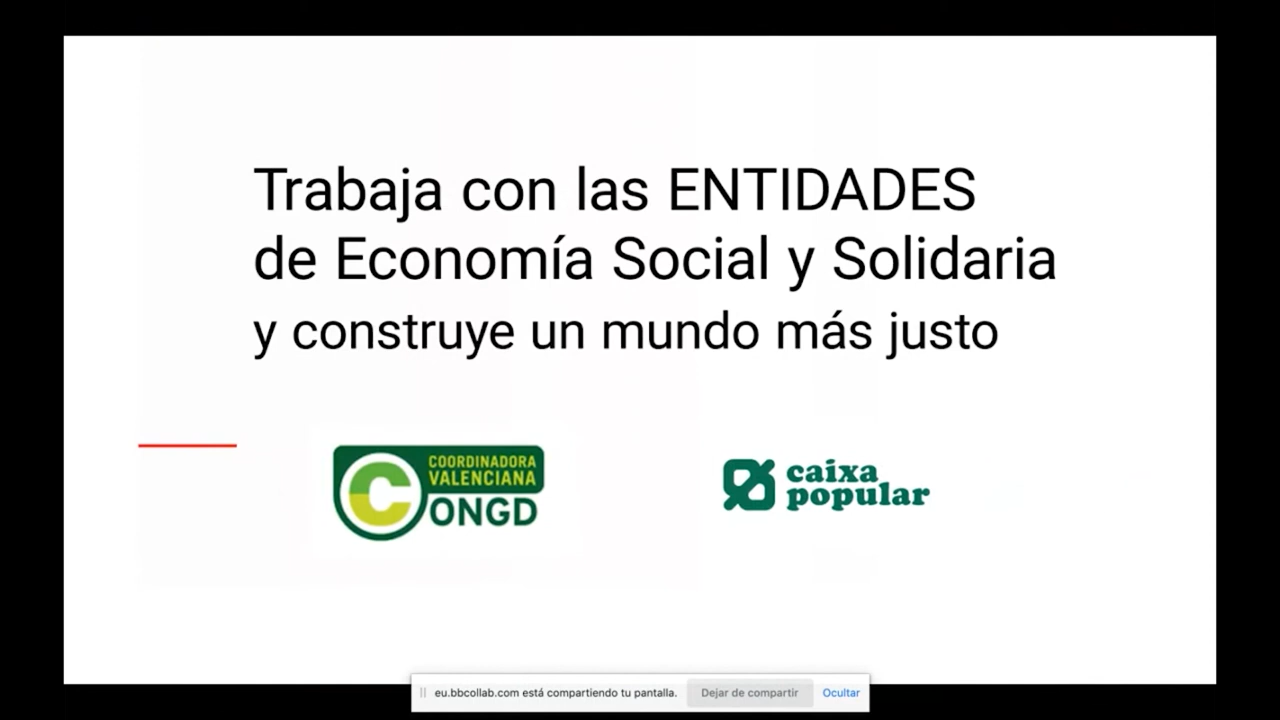 Trabaja con las ENTIDADES
de Economía Social y Solidaria
y construye un mundo más justo
COORDINADORA
VALENCIANA
CONGD
caixa
popular
eu.bbcollab.com está compartiendo tu pantalla. Dejar de compartir Ocultar